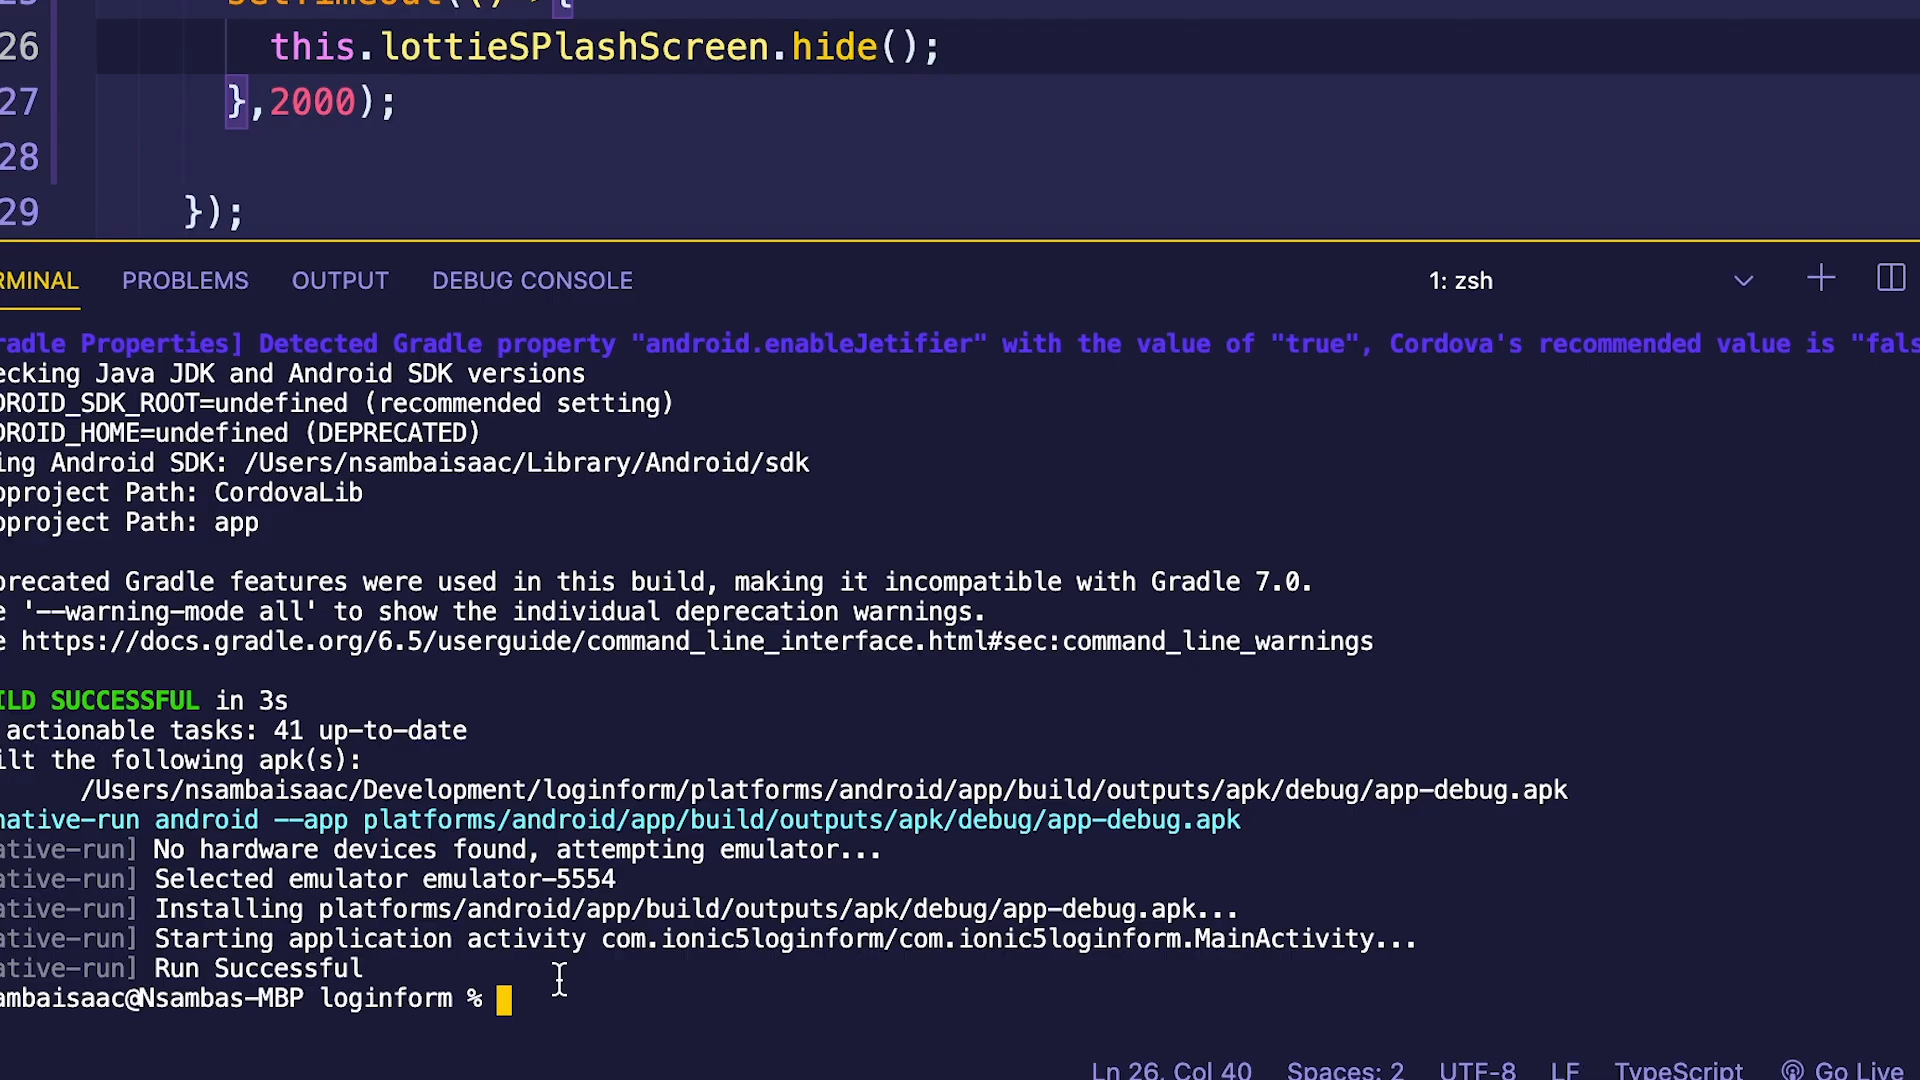 26 this.lottieSPlashScreen.hide();
27 },2000);
28
29 });
RMINAL PROBLEMS OUTPUT DEBUG CONSOLE 1: zsh
radle Properties] Detected Gradle property "android.enableJetifier" with the value of "true", Cordova's recommended value is "fals
ecking Java JDK and Android SDK versions
DROID_SDK_ROOT=undefined (recommended setting)
DROID_HOME=undefined (DEPRECATED)
ing Android SDK: /Users/nsambaisaac/Library/Android/sdk
bproject Path: CordovaLib
bproject Path: app
precated Gradle features were used in this build, making it incompatible with Gradle 7.0.
e '--warning-mode all' to show the individual deprecation warnings.
e https://docs.gradle.org/6.5/userguide/command_line_interface.html#sec:command_line_warnings
ILD SUCCESSFUL in 3s
actionable tasks: 41 up-to-date
ilt the following apk(s):
/Users/nsambaisaac/Development/loginform/platforms/android/app/build/outputs/apk/debug/app-debug.apk
native-run android --app platforms/android/app/build/outputs/apk/debug/app-debug.apk
ative-run] No hardware devices found, attempting emulator...
ative-run] Selected emulator emulator-5554
ative-run] Installing platforms/android/app/build/outputs/apk/debug/app-debug.apk...
ative-run] Starting application activity com.ionic5loginform/com.ionic5loginform.MainActivity...
ative-run] Run Successful
ambaisaac@Nsambas-MBP loginform %
Ln 26, Col 40 Spaces: 2 UTF-8 LF TypeScript Go Live